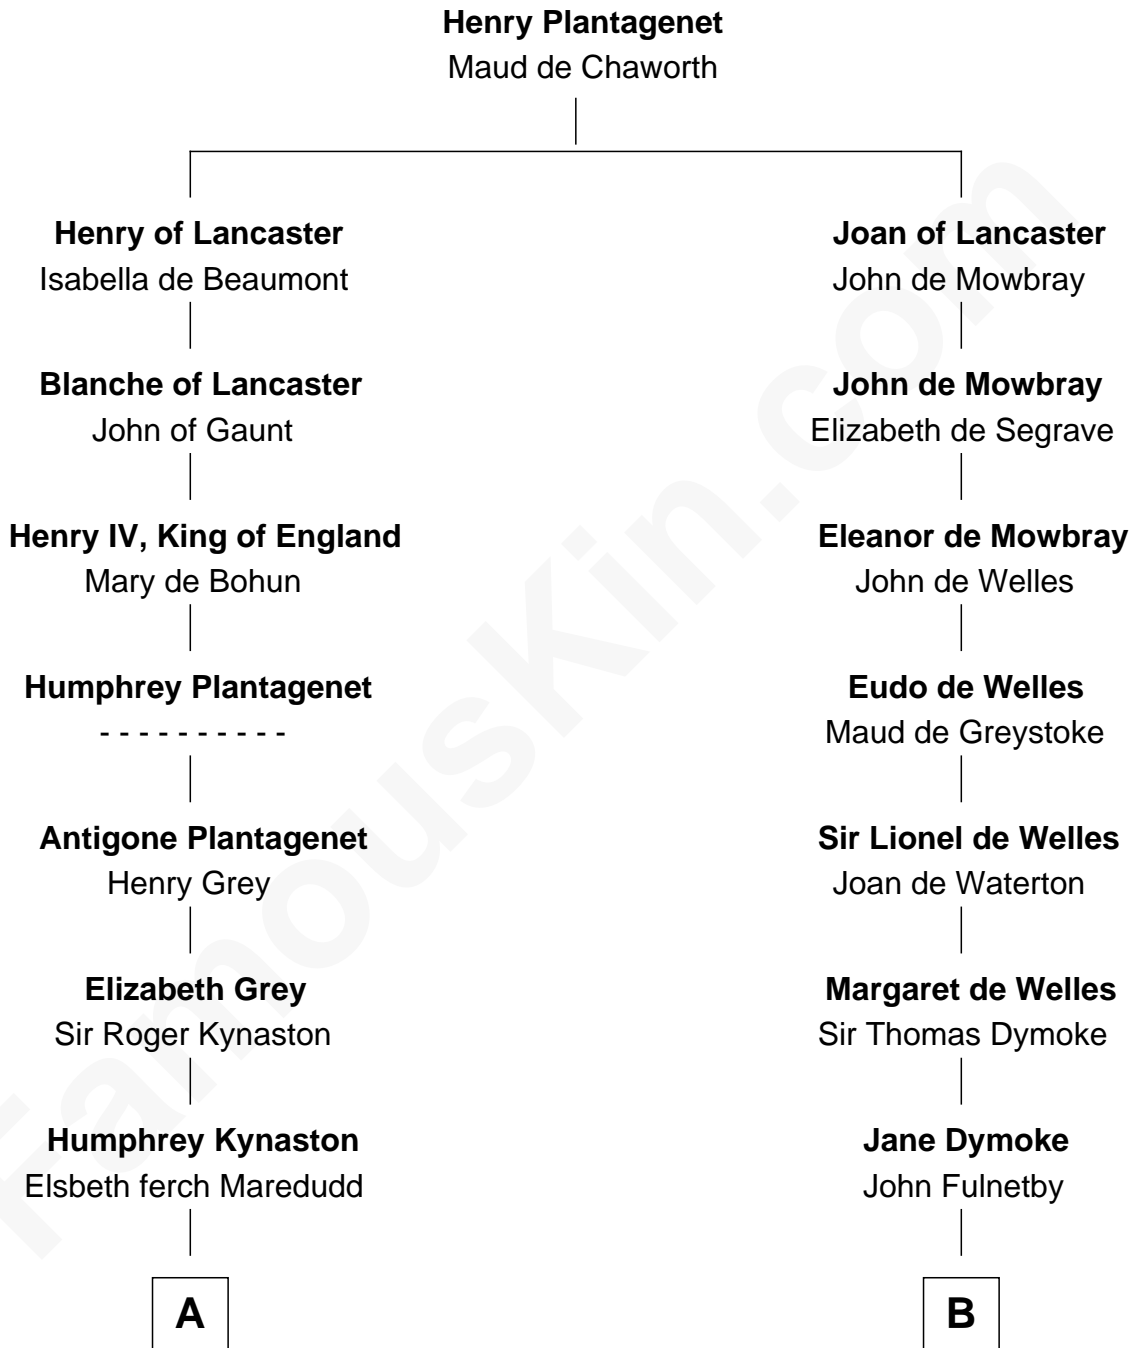 Henry Plantagenet
Maud de Chaworth
Henry of Lancaster
Isabella de Beaumont
Joan of Lancaster
John de Mowbray
Blanche of Lancaster
John of Gaunt
John de Mowbray
Elizabeth de Segrave
Henry IV, King of England
Mary de Bohun
Eleanor de Mowbray
John de Welles
Humphrey Plantagenet
- - - - - - - - - -
Eudo de Welles
Maud de Greystoke
Antigone Plantagenet
Henry Grey
Sir Lionel de Welles
Joan de Waterton
Elizabeth Grey
Sir Roger Kynaston
Margaret de Welles
Sir Thomas Dymoke
Humphrey Kynaston
Elsbeth ferch Maredudd
Jane Dymoke
John Fulnetby
A
B
FamousKin.com